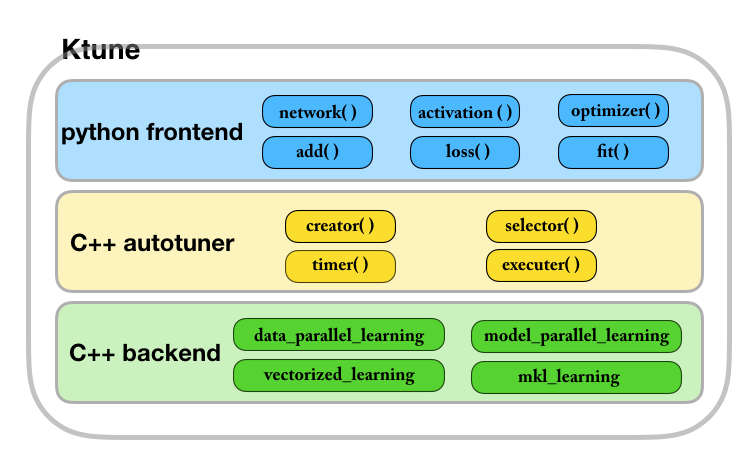 Ktune
python frontend
network( )
activation ( )
optimizer( )
add( )
loss( )
fit( )
C++ autotuner
creator( )
selector( )
timer( )
executer( )
C++ backend
data_parallel_learning
model_parallel_learning
vectorized_learning
mkl_learning